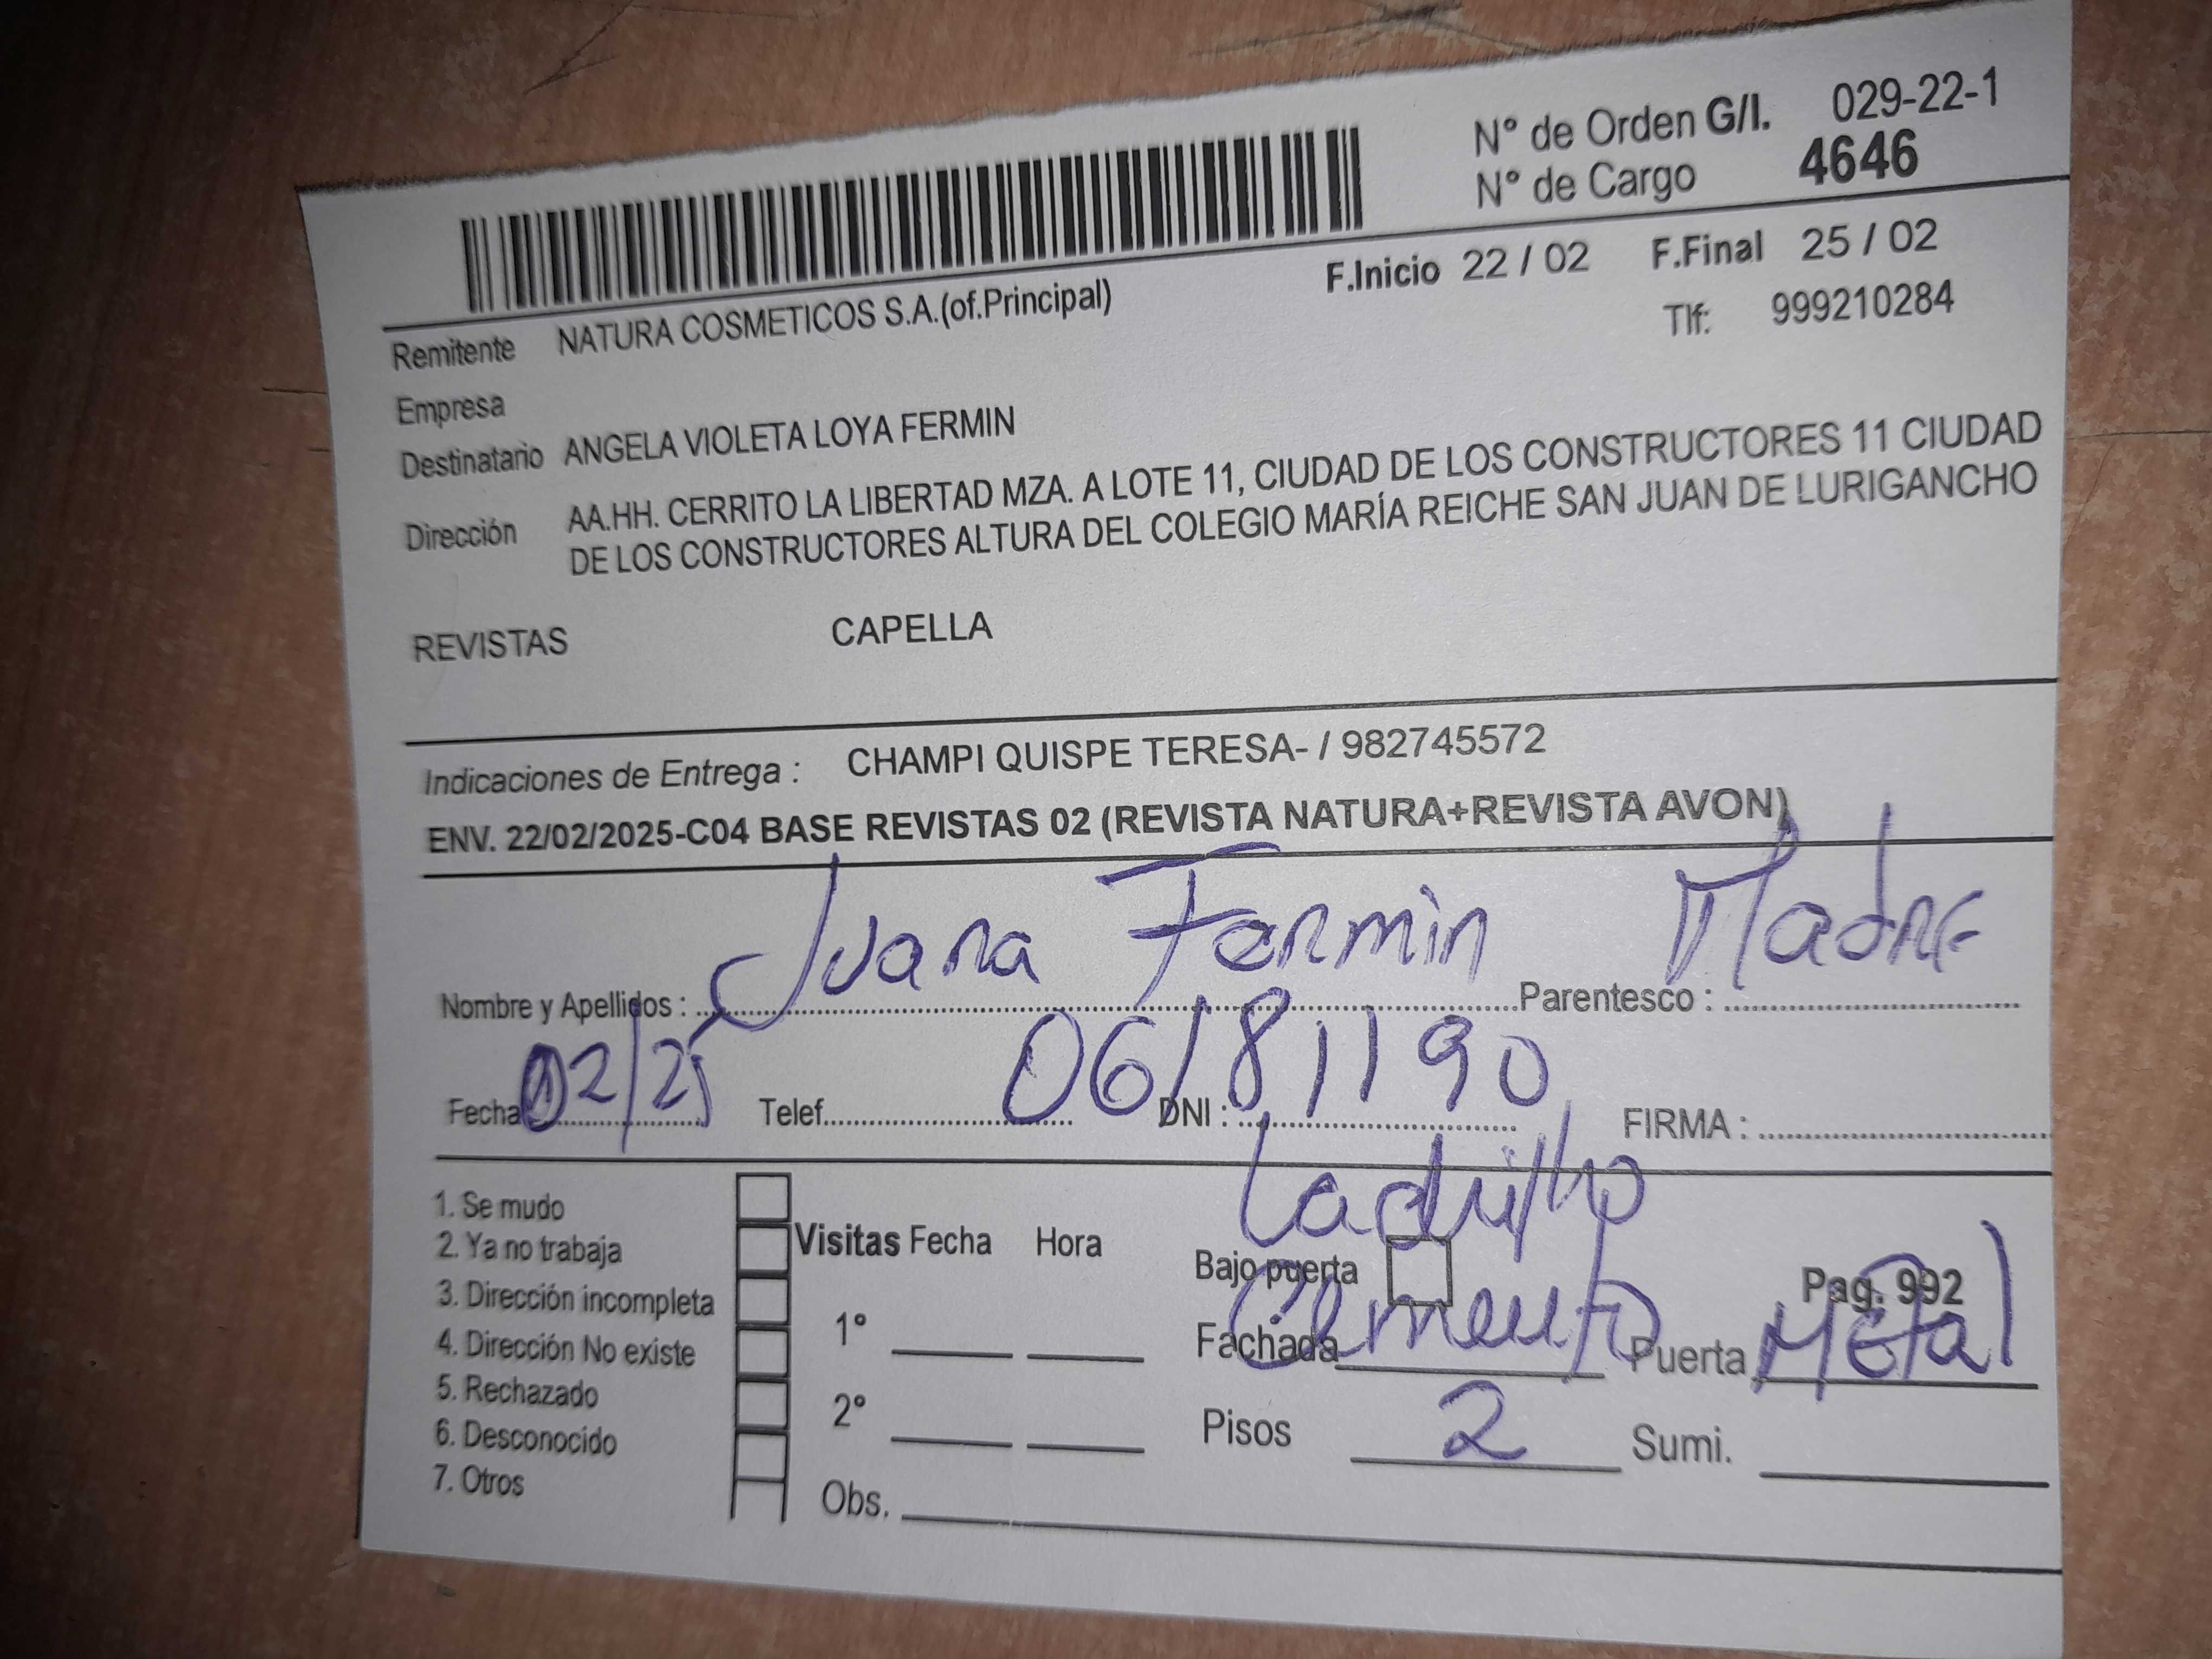 N° de Orden G/I. 029-22-1
N° de Cargo 4646
F.Inicio 22 / 02 F.Final 25 / 02
Remitente NATURA COSMETICOS S.A.(of.Principal) Tlf: 999210284
Empresa
Destinatario ANGELA VIOLETA LOYA FERMIN
Dirección AA.HH. CERRITO LA LIBERTAD MZA. A LOTE 11, CIUDAD DE LOS CONSTRUCTORES 11 CIUDAD
DE LOS CONSTRUCTORES ALTURA DEL COLEGIO MARÍA REICHE SAN JUAN DE LURIGANCHO
REVISTAS CAPELLA
Indicaciones de Entrega : CHAMPI QUISPE TERESA- / 982745572
ENV. 22/02/2025-C04 BASE REVISTAS 02 (REVISTA NATURA+REVISTA AVON)
Nombre y Apellidos : Juana Fermin Parentesco : Madre
Fecha 02/25 Telef. DNI : 06181190 FIRMA :
Ladrillo
1. Se mudo
2. Ya no trabaja Visitas Fecha Hora Bajo puerta Pag. 992
3. Dirección incompleta
4. Dirección No existe 1° Fachada Cemento Puerta Metal
5. Rechazado
6. Desconocido 2° Pisos 2 Sumi.
7. Otros Obs.